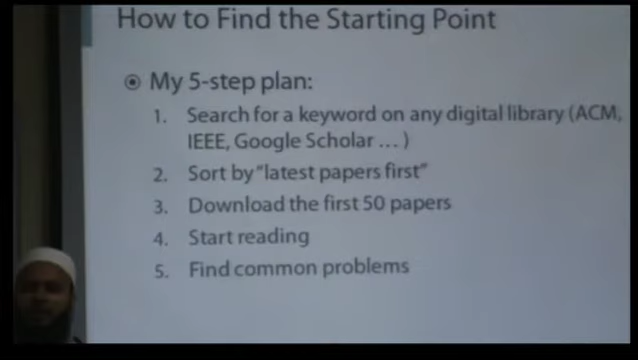 How to Find the Starting Point
My 5-step plan:
1. Search for a keyword on any digital library (ACM,
IEEE, Google Scholar ... )
2. Sort by "latest papers first"
3. Download the first 50 papers
4. Start reading
5. Find common problems